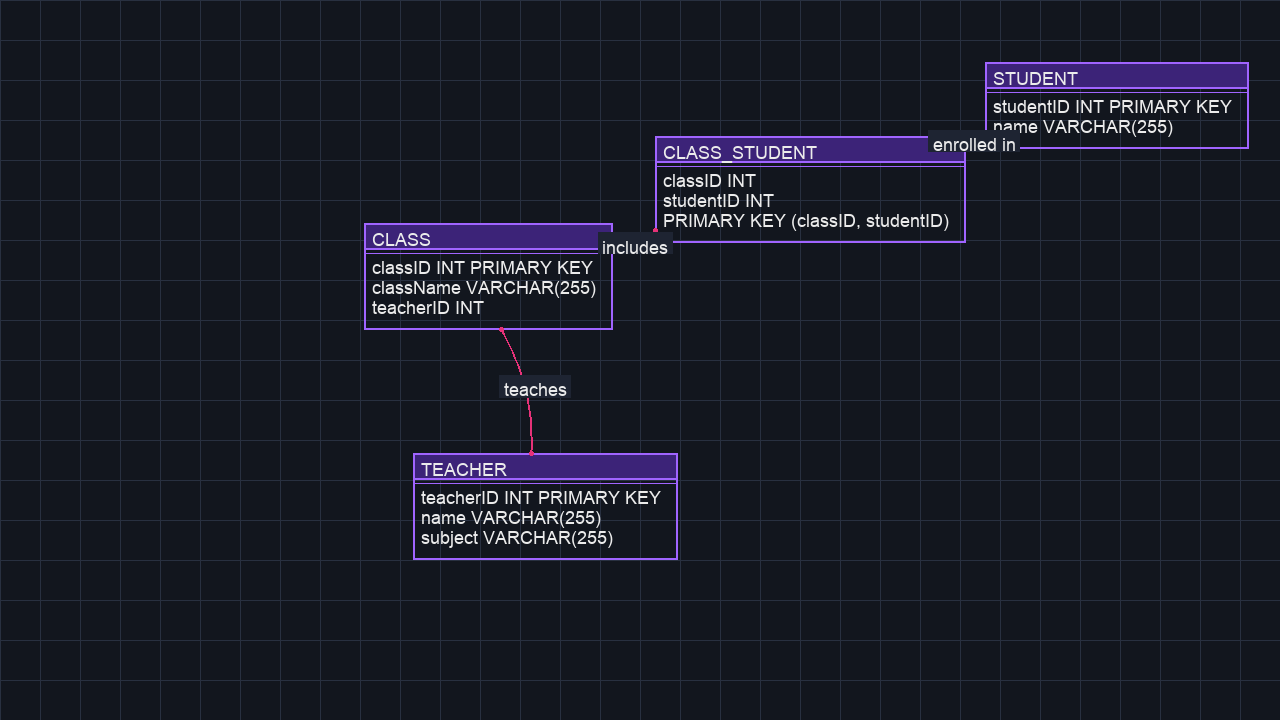 STUDENT
studentID INT PRIMARY KEY
name VARCHAR(255)
enrolled in
CLASS_STUDENT
classID INT
studentID INT
PRIMARY KEY (classID, studentID)
includes
CLASS
classID INT PRIMARY KEY
className VARCHAR(255)
teacherID INT
teaches
TEACHER
teacherID INT PRIMARY KEY
name VARCHAR(255)
subject VARCHAR(255)